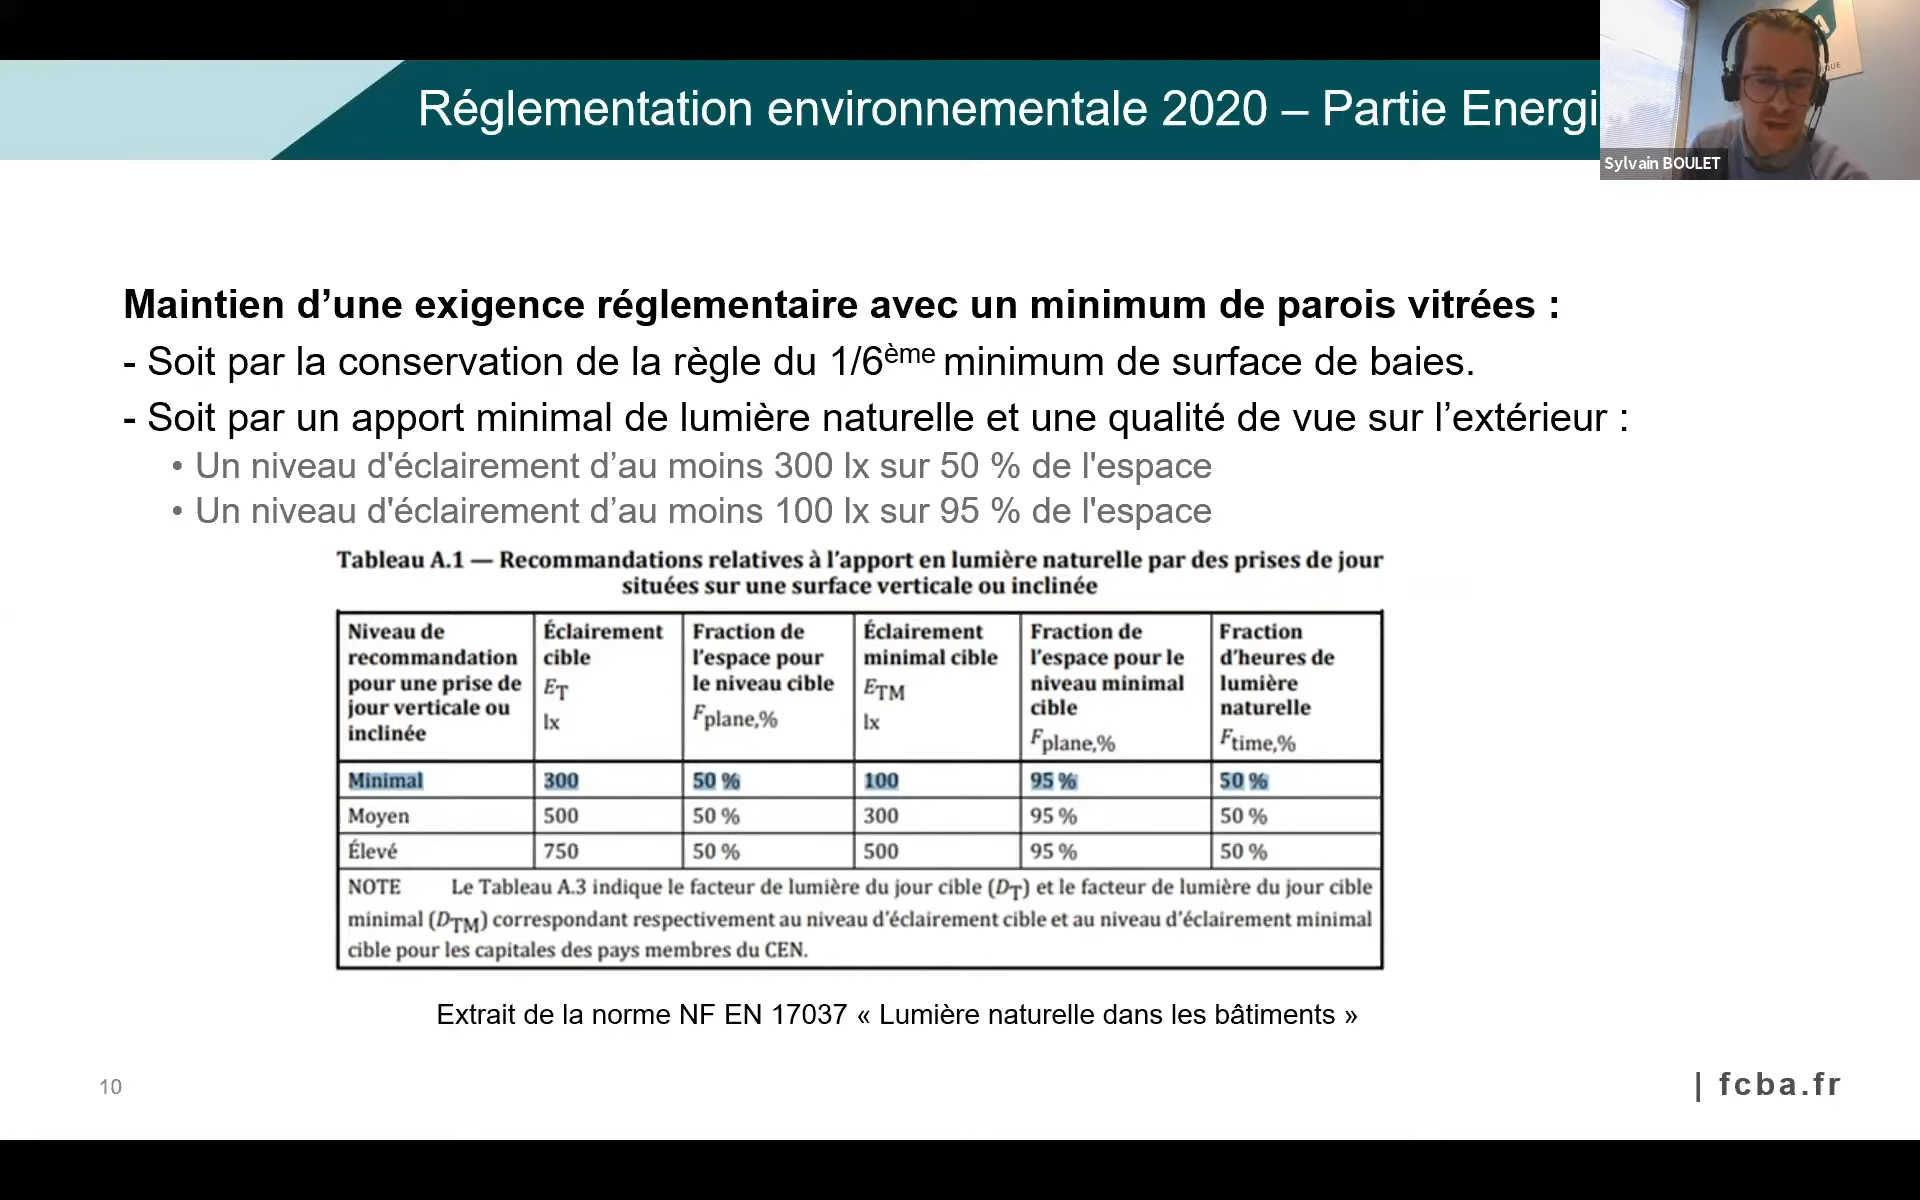 Réglementation environnementale 2020 – Partie Energi
Sylvain BOULET
Maintien d’une exigence réglementaire avec un minimum de parois vitrées :
- Soit par la conservation de la règle du 1/6ème minimum de surface de baies.
- Soit par un apport minimal de lumière naturelle et une qualité de vue sur l’extérieur :
• Un niveau d'éclairement d’au moins 300 lx sur 50 % de l'espace
• Un niveau d'éclairement d’au moins 100 lx sur 95 % de l'espace
Tableau A.1 — Recommandations relatives à l’apport en lumière naturelle par des prises de jour
situées sur une surface verticale ou inclinée
Niveau de
recommandation
pour une prise de
jour verticale ou
inclinée
Éclairement
cible
ET
lx
Fraction de
l’espace pour
le niveau cible
Fplane,%
Éclairement
minimal cible
ETM
lx
Fraction de
l’espace pour le
niveau minimal
cible
Fplane,%
Fraction
d’heures de
lumière
naturelle
Ftime,%
Minimal 300 50 % 100 95 % 50 %
Moyen 500 50 % 300 95 % 50 %
Élevé 750 50 % 500 95 % 50 %
NOTE Le Tableau A.3 indique le facteur de lumière du jour cible (DT) et le facteur de lumière du jour cible
minimal (DTM) correspondant respectivement au niveau d’éclairement cible et au niveau d’éclairement minimal
cible pour les capitales des pays membres du CEN.
Extrait de la norme NF EN 17037 « Lumière naturelle dans les bâtiments »
10
| fcba.fr